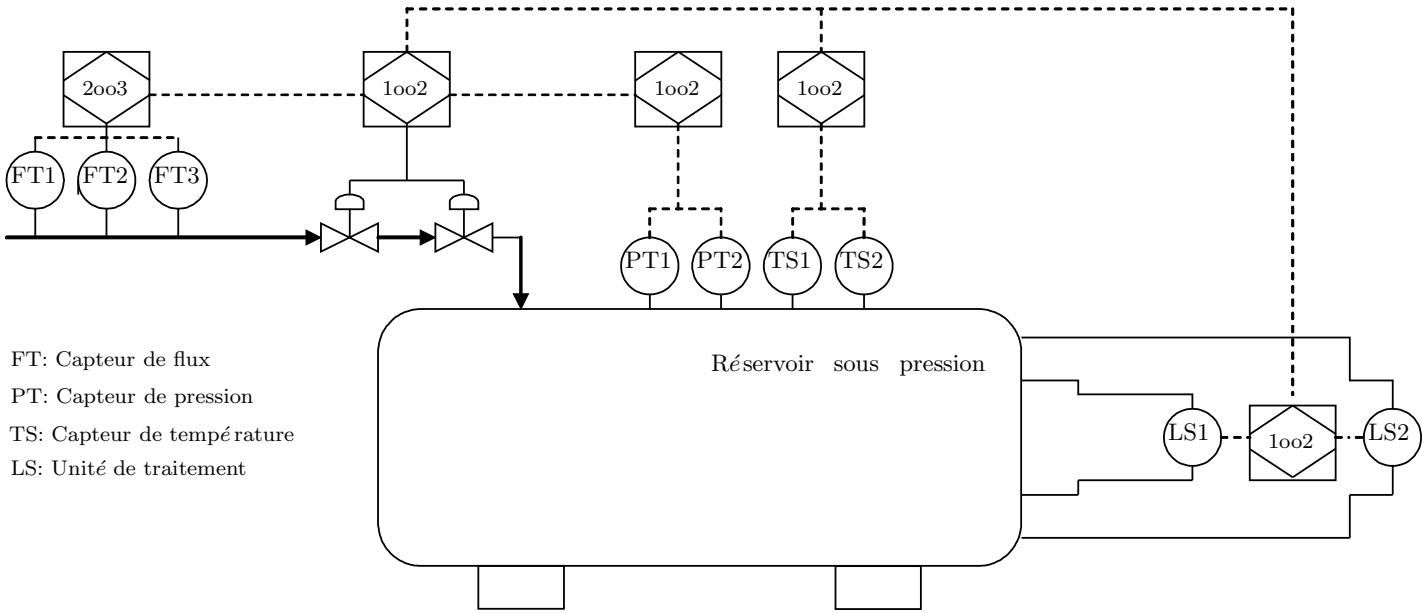 2oo3
1oo2
1oo2
1oo2
FT1
FT2
FT3
PT1
PT2
TS1
TS2
Réservoir sous pression
FT: Capteur de flux
PT: Capteur de pression
TS: Capteur de température
LS: Unité de traitement
LS1
1oo2
LS2